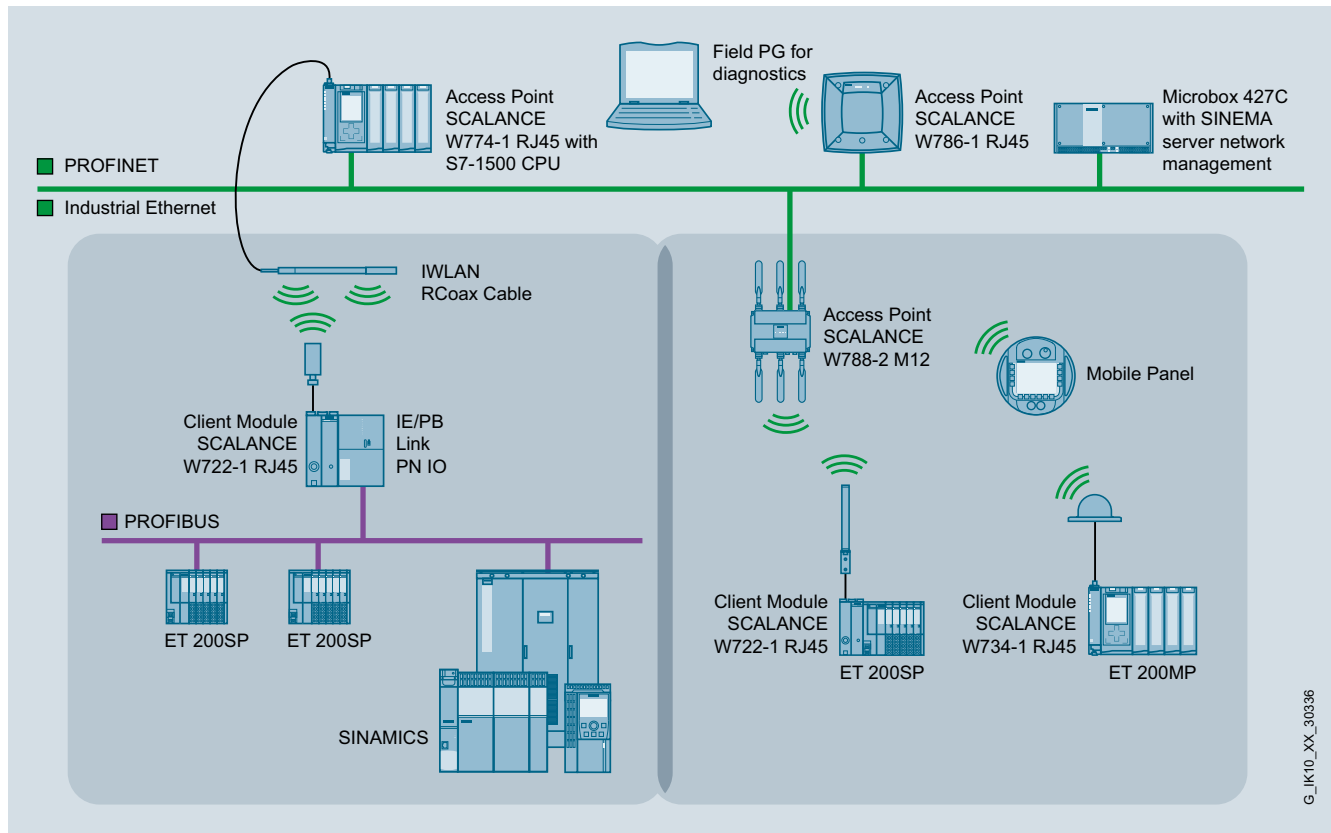 Field PG for
diagnostics
Access Point
SCALANCE
W774-1 RJ45 with
S7-1500 CPU
Access Point
SCALANCE
W786-1 RJ45
Microbox 427C
with SINEMA
server network
management
PROFINET
Industrial Ethernet
IWLAN
RCoax Cable
Access Point
SCALANCE
W788-2 M12
Mobile Panel
Client Module
SCALANCE
W722-1 RJ45
IE/PB
Link
PN IO
PROFIBUS
ET 200SP
ET 200SP
SINAMICS
Client Module
SCALANCE
W722-1 RJ45
ET 200SP
Client Module
SCALANCE
W734-1 RJ45
ET 200MP
G_IK10_XX_30336